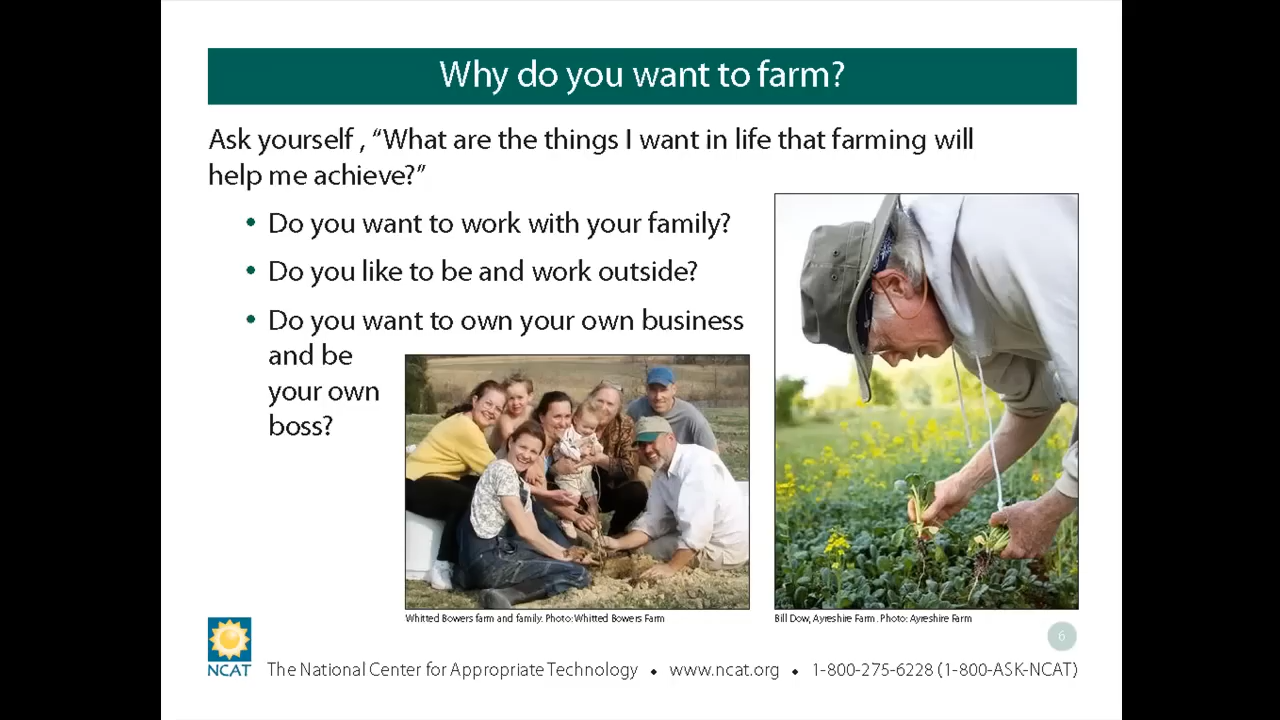 Why do you want to farm?
Ask yourself , “What are the things I want in life that farming will
help me achieve?”
• Do you want to work with your family?
• Do you like to be and work outside?
• Do you want to own your own business
and be
your own
boss?
Whitted Bowers farm and family. Photo: Whitted Bowers Farm
Bill Dow, Ayreshire Farm. Photo: Ayreshire Farm
6
NCAT
The National Center for Appropriate Technology • www.ncat.org • 1-800-275-6228 (1-800-ASK-NCAT)